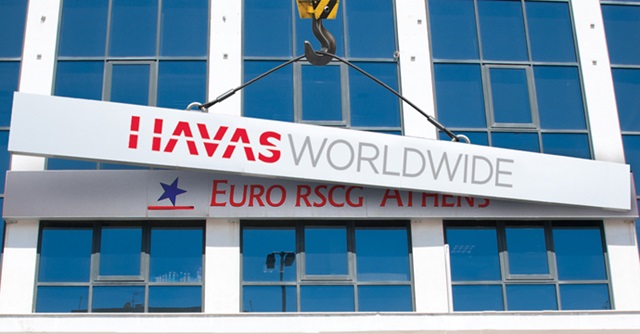 HAVAS WORLDWIDE
EURO RSCG ATHENS